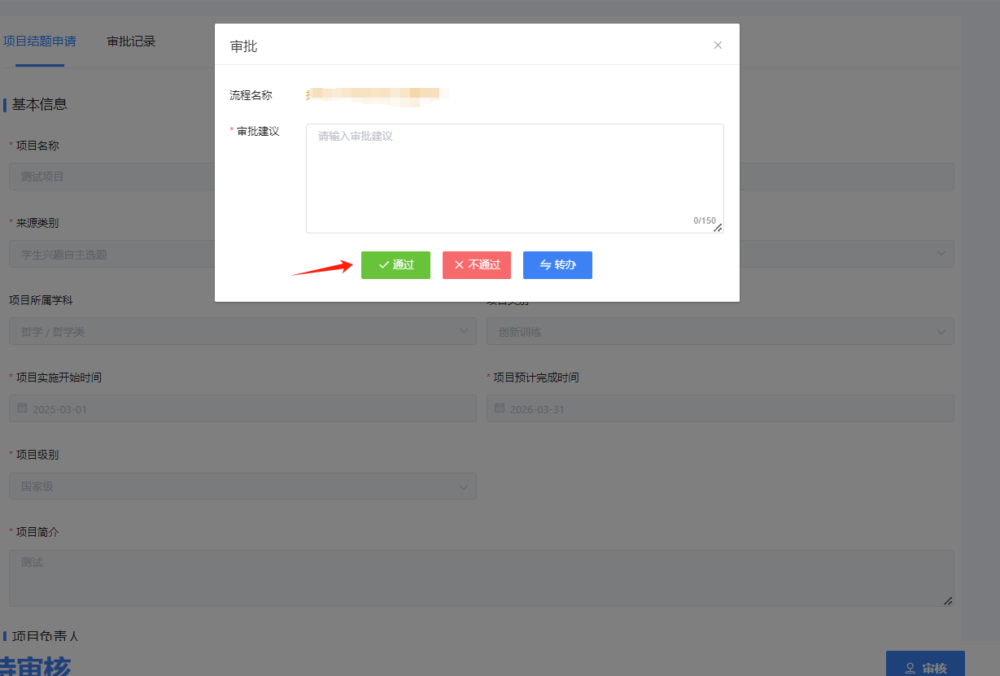 项目结题申请 审批记录
审批
流程名称
* 审批建议
请输入审批建议
0/150
通过 不通过 转办
基本信息
* 项目名称
测试项目
* 来源类别
学生兴趣自主选题
项目所属学科
项目类别
哲学 / 哲学类
创新训练
* 项目实施开始时间
* 项目预计完成时间
2025-03-01
2026-03-31
* 项目级别
国家级
* 项目简介
测试
项目负责人
待审核
审核